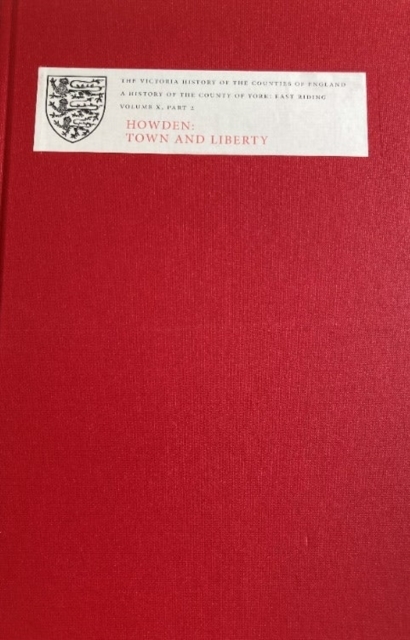 THE VICTORIA HISTORY OF THE COUNTIES OF ENGLAND
A HISTORY OF THE COUNTY OF YORK: EAST RIDING
VOLUME X, PART 2
HOWDEN:
TOWN AND LIBERTY